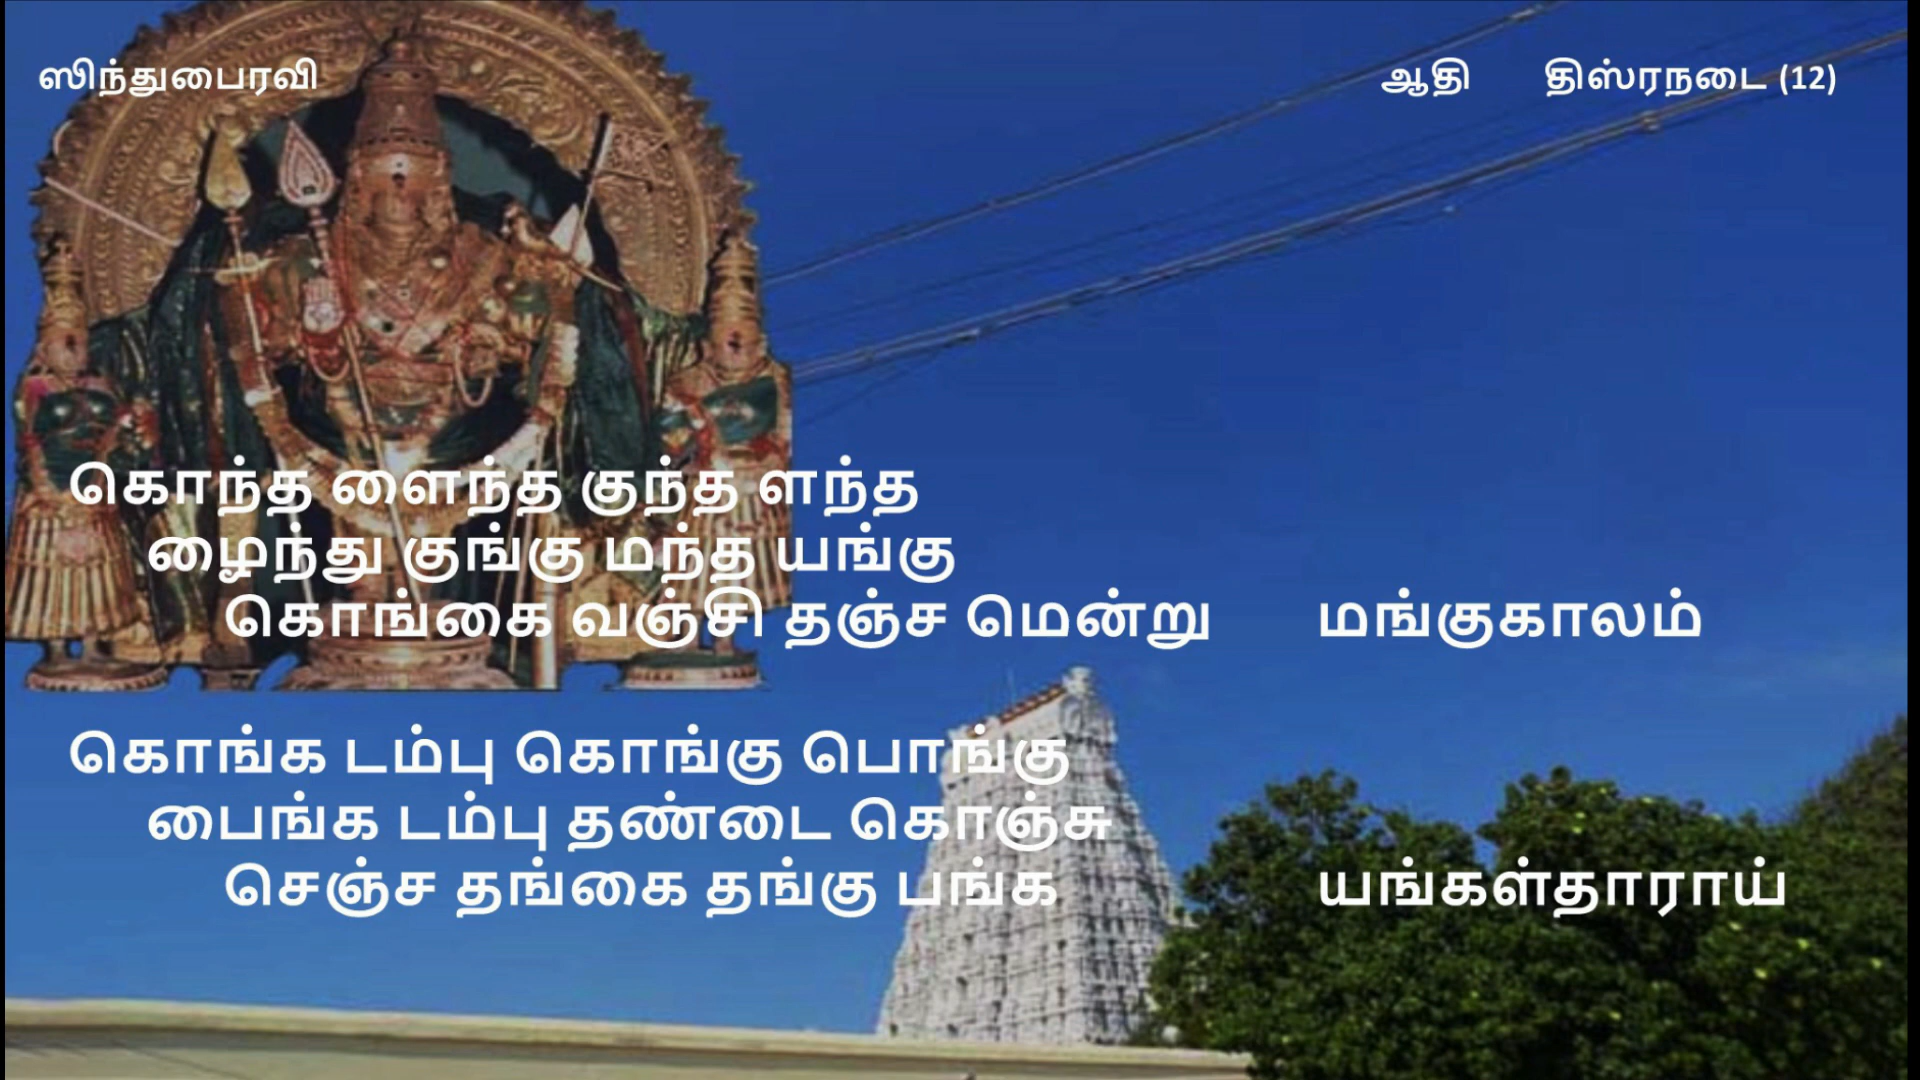 ஸிந்துபைரவி ஆதி திஸ்ரநடை (12)
கொந்த ளைந்த குந்த ளந்த
ழைந்து குங்கு மந்த யங்கு
கொங்கை வஞ்சி தஞ்ச மென்று மங்குகாலம்
கொங்க டம்பு கொங்கு பொங்கு
பைங்க டம்பு தண்டை கொஞ்சு
செஞ்ச தங்கை தங்கு பங்க யங்கள்தாராய்